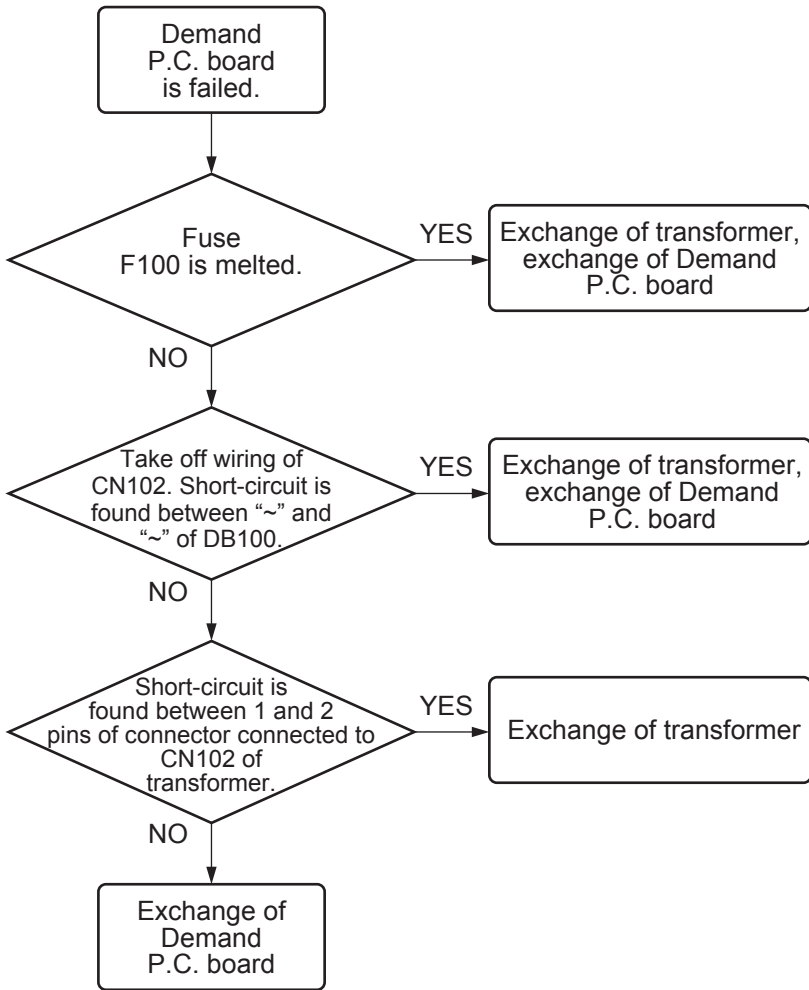 Demand
P.C. board
is failed.
Fuse
F100 is melted.
YES
Exchange of transformer,
exchange of Demand
P.C. board
NO
Take off wiring of
CN102. Short-circuit is
found between “~” and
“~” of DB100.
YES
Exchange of transformer,
exchange of Demand
P.C. board
NO
Short-circuit is
found between 1 and 2
pins of connector connected to
CN102 of
transformer.
YES
Exchange of transformer
NO
Exchange of
Demand
P.C. board